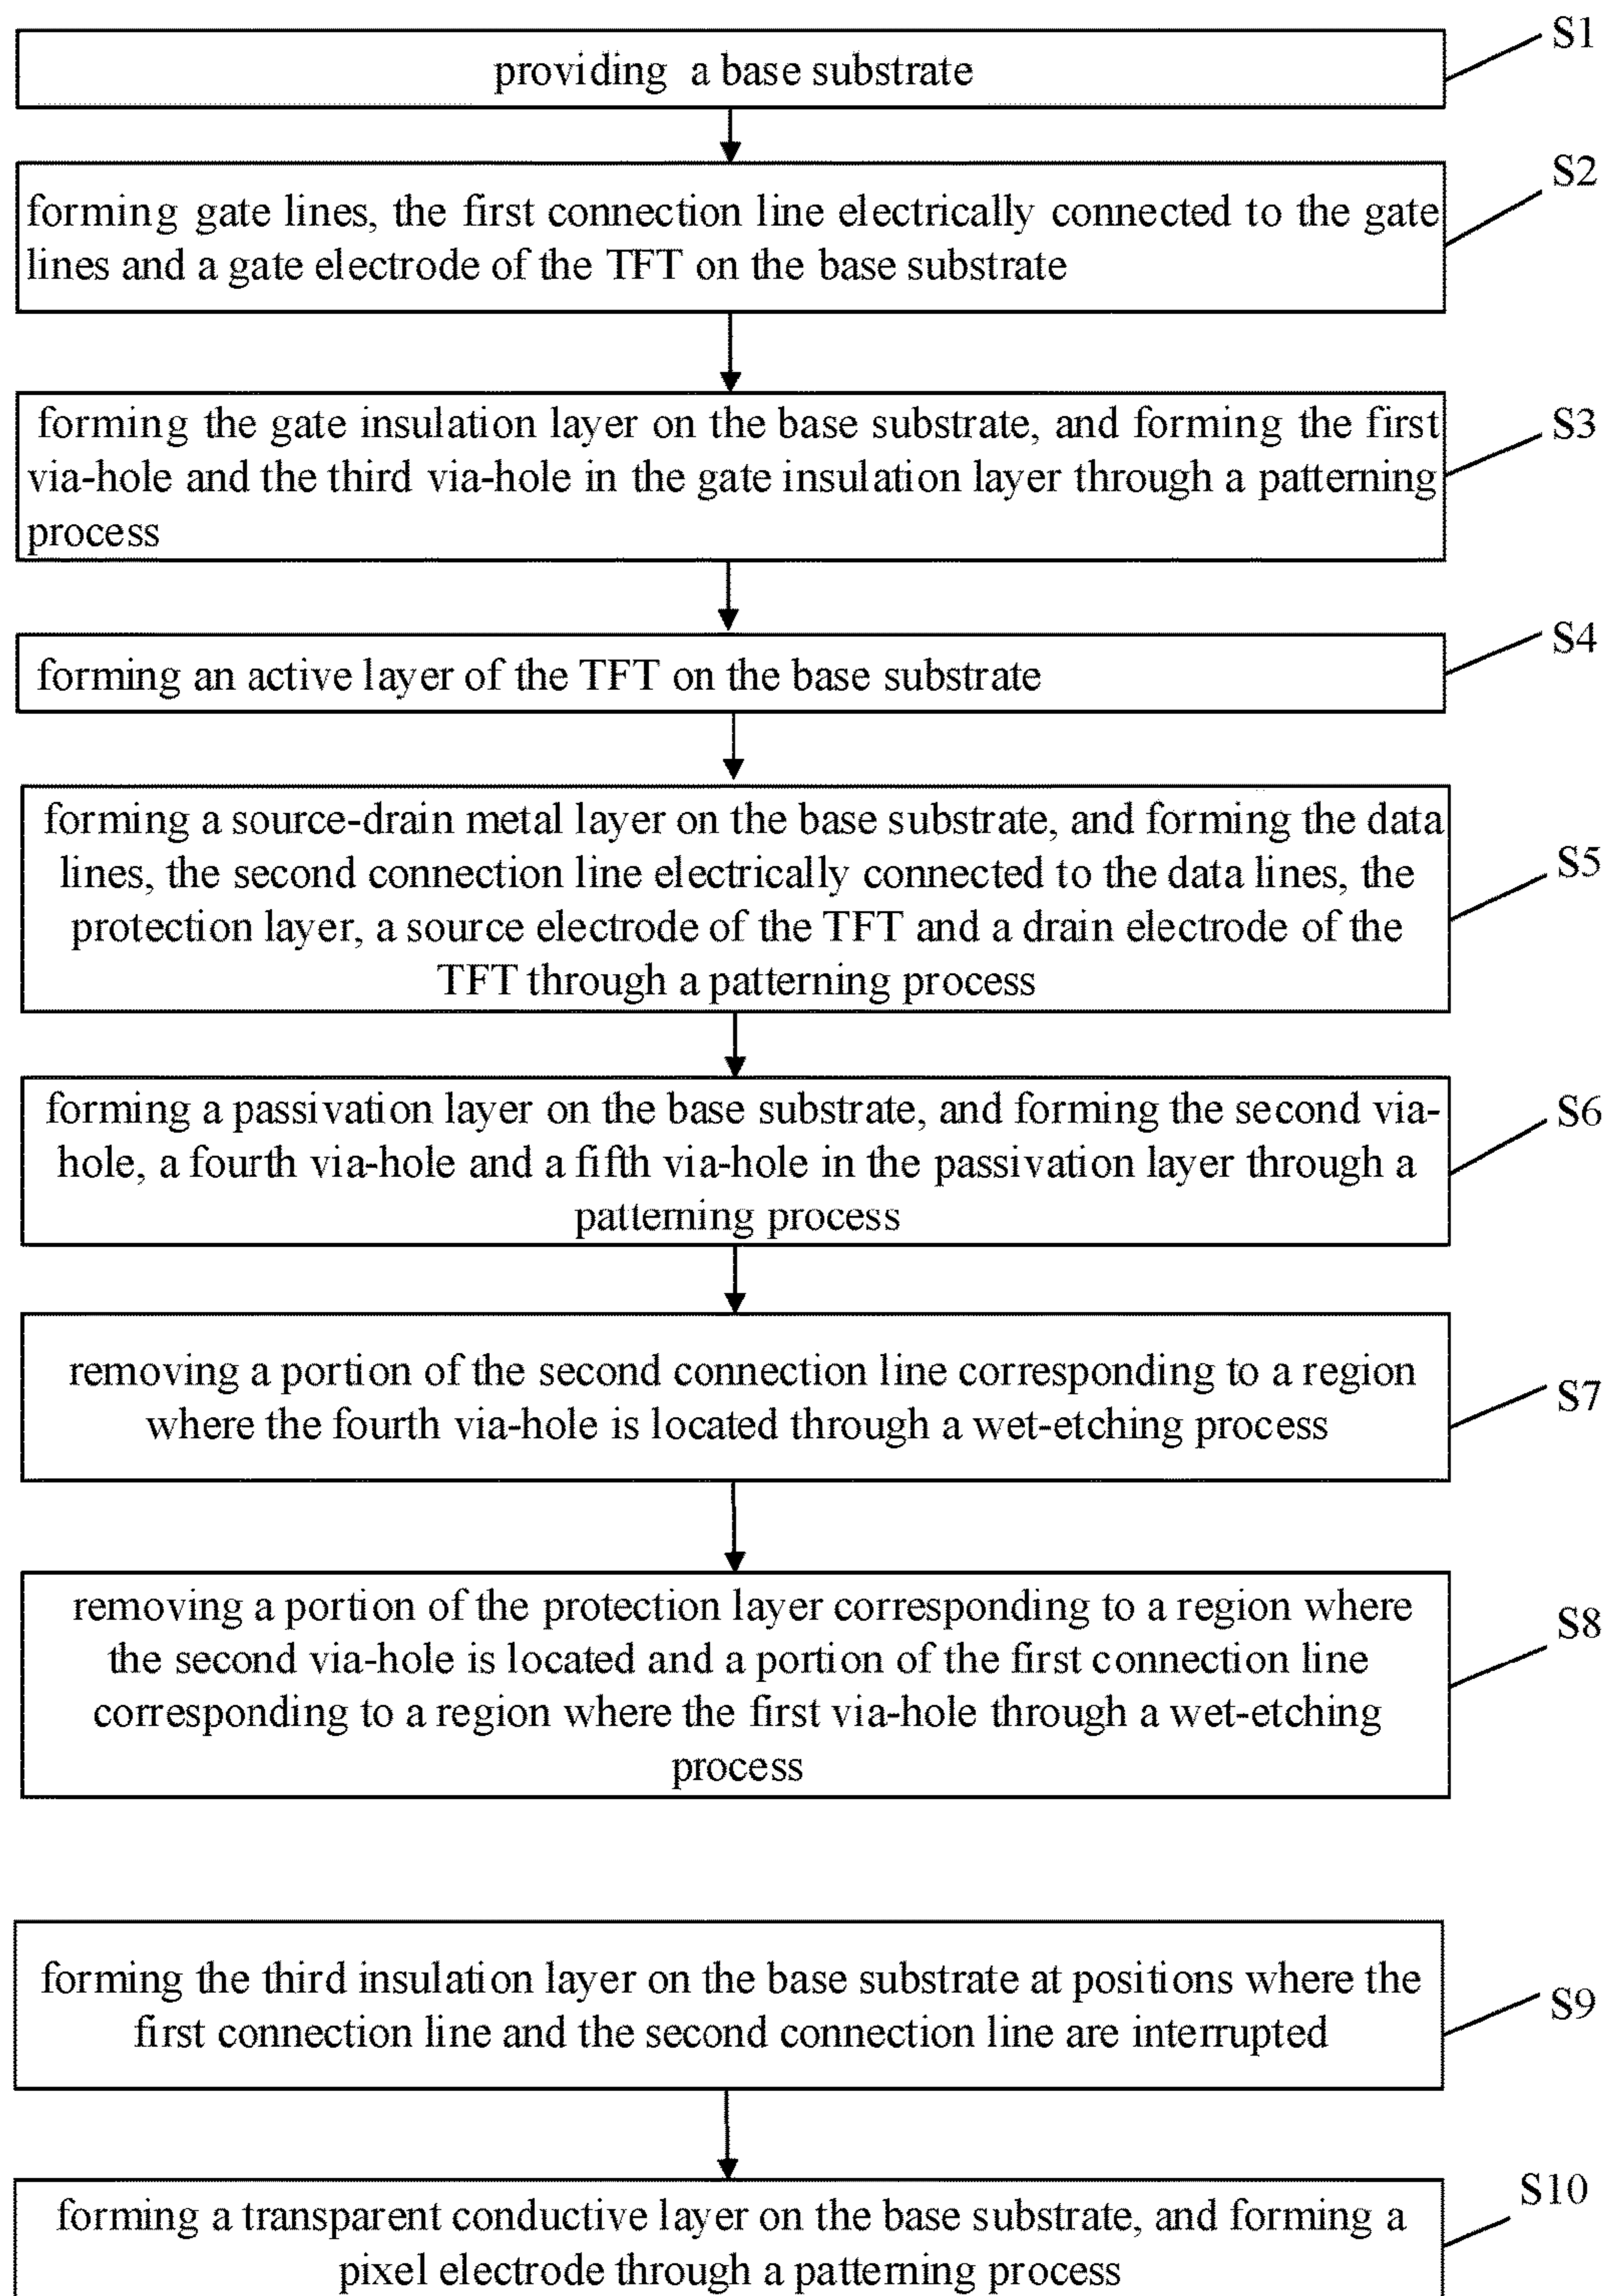 S1
providing a base substrate
S2
forming gate lines, the first connection line electrically connected to the gate
lines and a gate electrode of the TFT on the base substrate
S3
forming the gate insulation layer on the base substrate, and forming the first
via-hole and the third via-hole in the gate insulation layer through a patterning
process
S4
forming an active layer of the TFT on the base substrate
S5
forming a source-drain metal layer on the base substrate, and forming the data
lines, the second connection line electrically connected to the data lines, the
protection layer, a source electrode of the TFT and a drain electrode of the
TFT through a patterning process
S6
forming a passivation layer on the base substrate, and forming the second via-
hole, a fourth via-hole and a fifth via-hole in the passivation layer through a
patterning process
S7
removing a portion of the second connection line corresponding to a region
where the fourth via-hole is located through a wet-etching process
S8
removing a portion of the protection layer corresponding to a region where
the second via-hole is located and a portion of the first connection line
corresponding to a region where the first via-hole through a wet-etching
process
S9
forming the third insulation layer on the base substrate at positions where the
first connection line and the second connection line are interrupted
S10
forming a transparent conductive layer on the base substrate, and forming a
pixel electrode through a patterning process